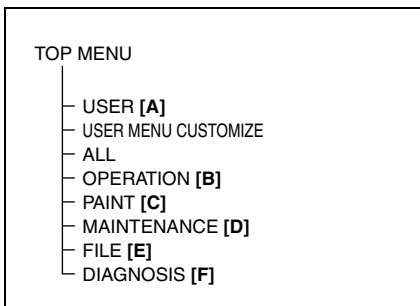 TOP MENU
USER [A]
USER MENU CUSTOMIZE
ALL
OPERATION [B]
PAINT [C]
MAINTENANCE [D]
FILE [E]
DIAGNOSIS [F]